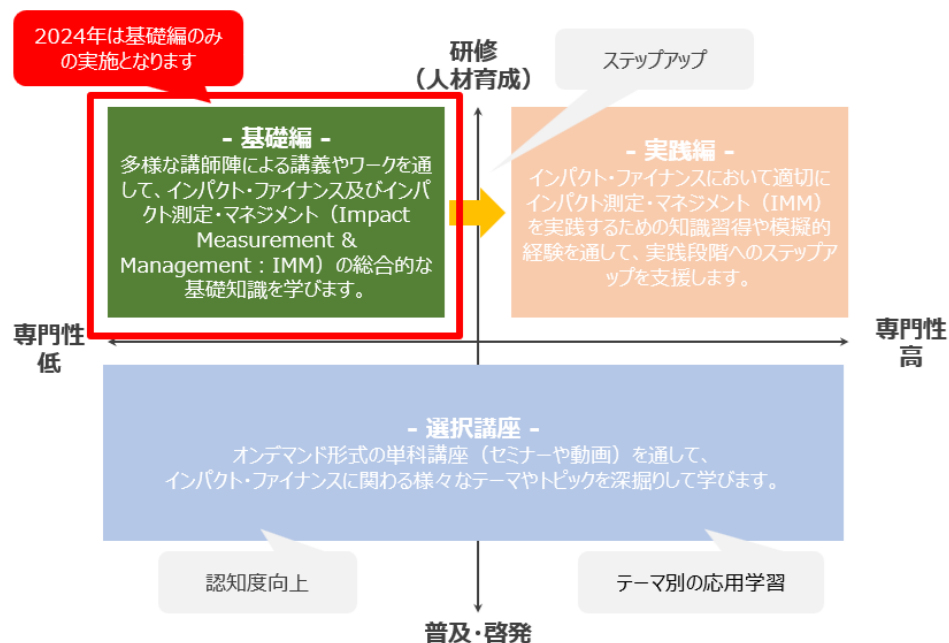 2024年は基礎編のみ
の実施となります
研修
（人材育成）
ステップアップ
- 基礎編 -
多様な講師陣による講義やワークを通
して、インパクト・ファイナンス及びインパ
クト測定・マネジメント（Impact
Measurement &
Management：IMM）の総合的な
基礎知識を学びます。
- 実践編 -
インパクト・ファイナンスにおいて適切に
インパクト測定・マネジメント（IMM）
を実践するための知識習得や模擬的
経験を通して、実践段階へのステップア
ップを支援します。
専門性
低
専門性
高
- 選択講座 -
オンデマンド形式の単科講座（セミナーや動画）を通して、
インパクト・ファイナンスに関わる様々なテーマやトピックを深掘りして学びます。
認知度向上
テーマ別の応用学習
普及・啓発